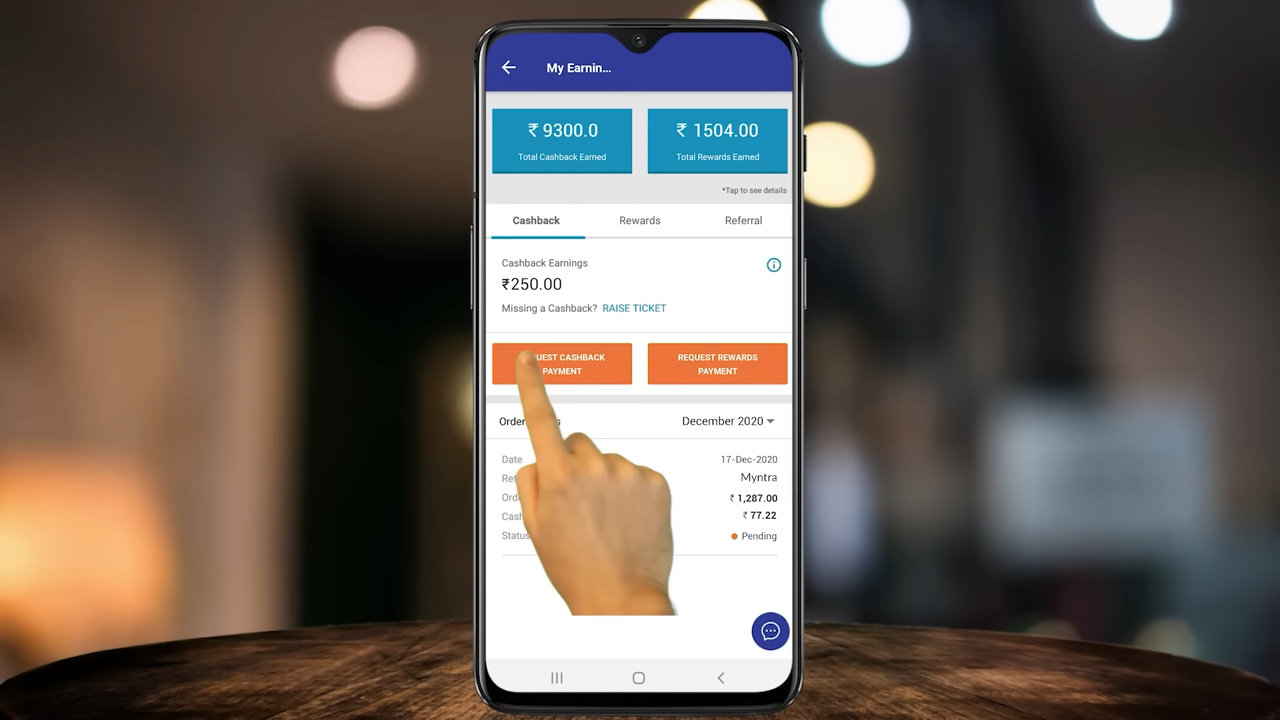 My Earnin...
₹ 9300.0
Total Cashback Earned
₹ 1504.00
Total Rewards Earned
*Tap to see details
Cashback Rewards Referral
Cashback Earnings
₹250.00
Missing a Cashback? RAISE TICKET
CASHBACK
PAYMENT
REQUEST REWARDS
PAYMENT
December 2020
Date 17-Dec-2020
Myntra
₹ 1,287.00
₹ 77.22
Status Pending